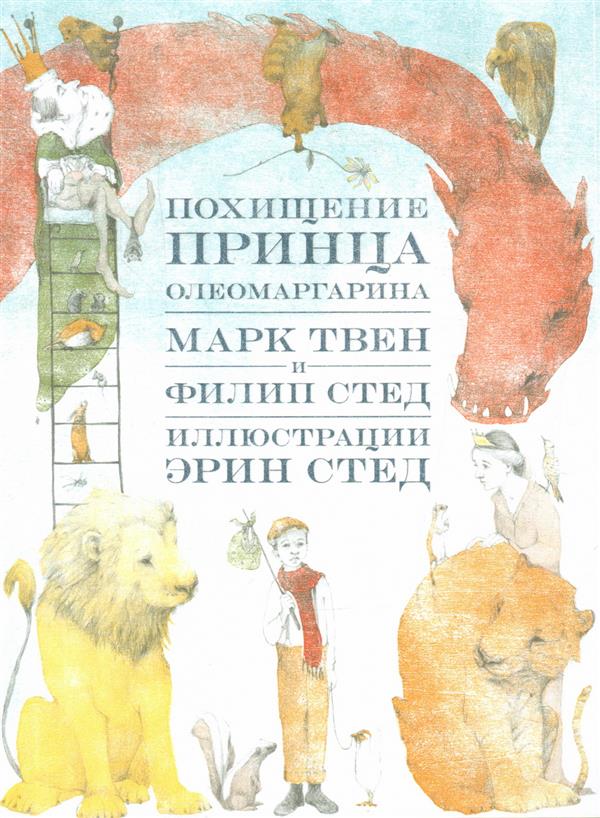 ПОХИЩЕНИЕ
ПРИНЦА
ОЛЕОМАРГАРИНА
МАРК ТВЕН
И
ФИЛИП СТЕД
ИЛЛЮСТРАЦИИ
ЭРИН СТЕД